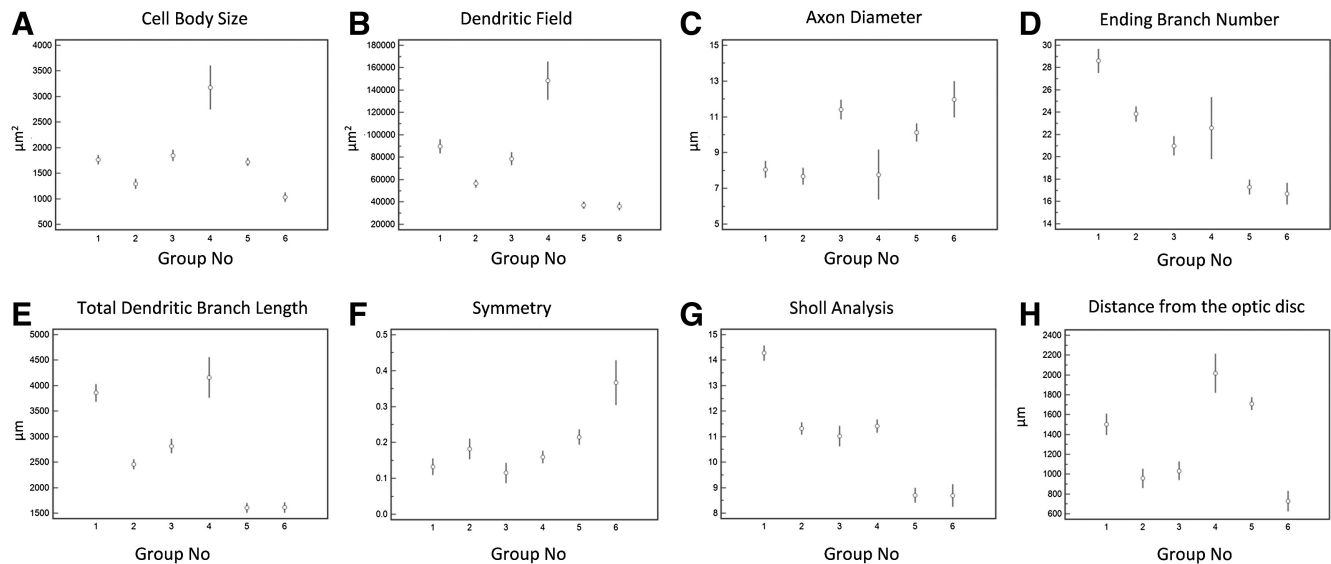 A Cell Body Size
4000
3500
3000
2500
2000
1500
1000
500
μm²
1 2 3 4 5 6
Group No
B Dendritic Field
180000
160000
140000
120000
100000
80000
60000
40000
20000
μm²
1 2 3 4 5 6
Group No
C Axon Diameter
15
13
11
9
7
5
μm
1 2 3 4 5 6
Group No
D Ending Branch Number
30
28
26
24
22
20
18
16
14
1 2 3 4 5 6
Group No
E Total Dendritic Branch Length
5000
4500
4000
3500
3000
2500
2000
1500
μm
1 2 3 4 5 6
Group No
F Symmetry
0.5
0.4
0.3
0.2
0.1
0.0
1 2 3 4 5 6
Group No
G Sholl Analysis
15
14
13
12
11
10
9
8
1 2 3 4 5 6
Group No
H Distance from the optic disc
2400
2200
2000
1800
1600
1400
1200
1000
800
600
μm
1 2 3 4 5 6
Group No